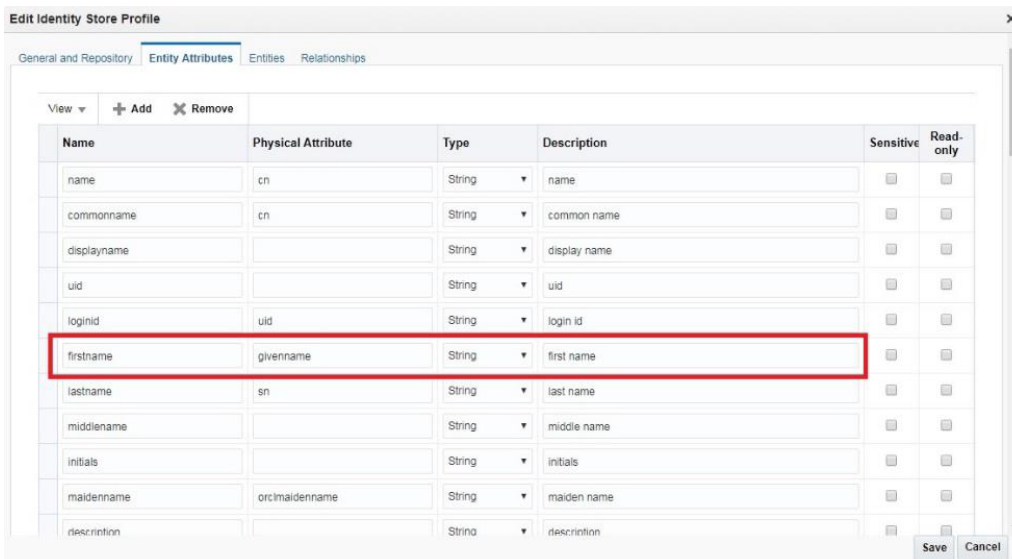 Edit Identity Store Profile
General and Repository Entity Attributes Entities Relationships
View Add Remove
Name Physical Attribute Type Description Sensitive Read-only
name cn String name
commonname cn String common name
displayname String display name
uid String uid
loginid uid String login id
firstname givenname String first name
lastname sn String last name
middlename String middle name
initials String initials
maidenname orclmaidenname String maiden name
description String description
Save Cancel